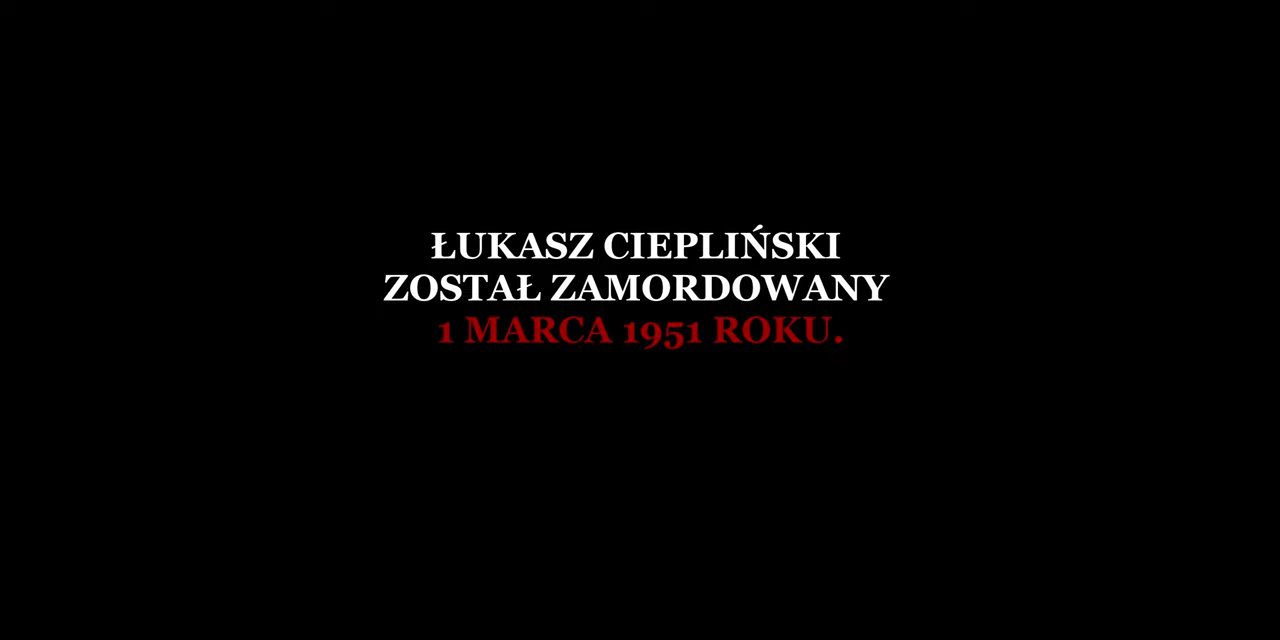 ŁUKASZ CIEPLIŃSKI
ZOSTAŁ ZAMORDOWANY
1 MARCA 1951 ROKU.